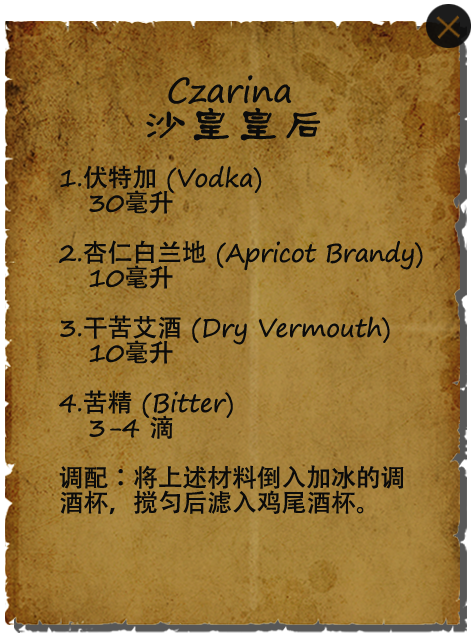 Czarina
沙皇皇后
1.伏特加 (Vodka)
30毫升
2.杏仁白兰地 (Apricot Brandy)
10毫升
3.干苦艾酒 (Dry Vermouth)
10毫升
4.苦精 (Bitter)
3-4 滴
调配：将上述材料倒入加冰的调
酒杯，搅匀后滤入鸡尾酒杯。